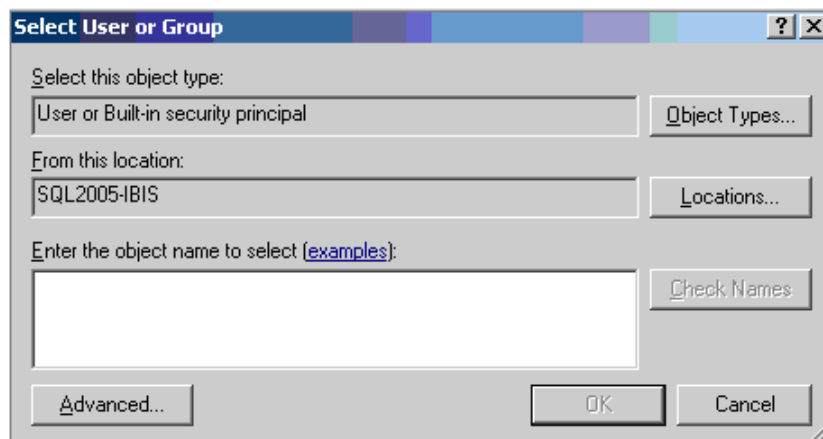 Select User or Group
Select this object type:
User or Built-in security principal
Object Types...
From this location:
SQL2005-IBIS
Locations...
Enter the object name to select (examples):
Check Names
Advanced...
OK
Cancel